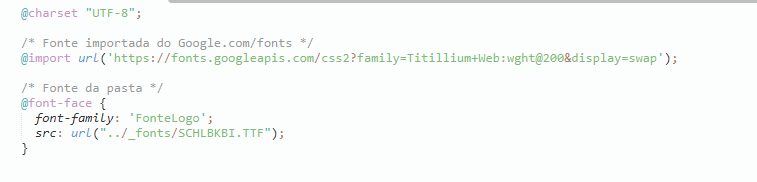 @charset "UTF-8";
/* Fonte importada do Google.com/fonts */
@import url('https://fonts.googleapis.com/css2?family=Titillium+Web:wght@200&display=swap');
/* Fonte da pasta */
@font-face {
font-family: 'FonteLogo';
src: url("../_fonts/SCHLBKBI.TTF");
}